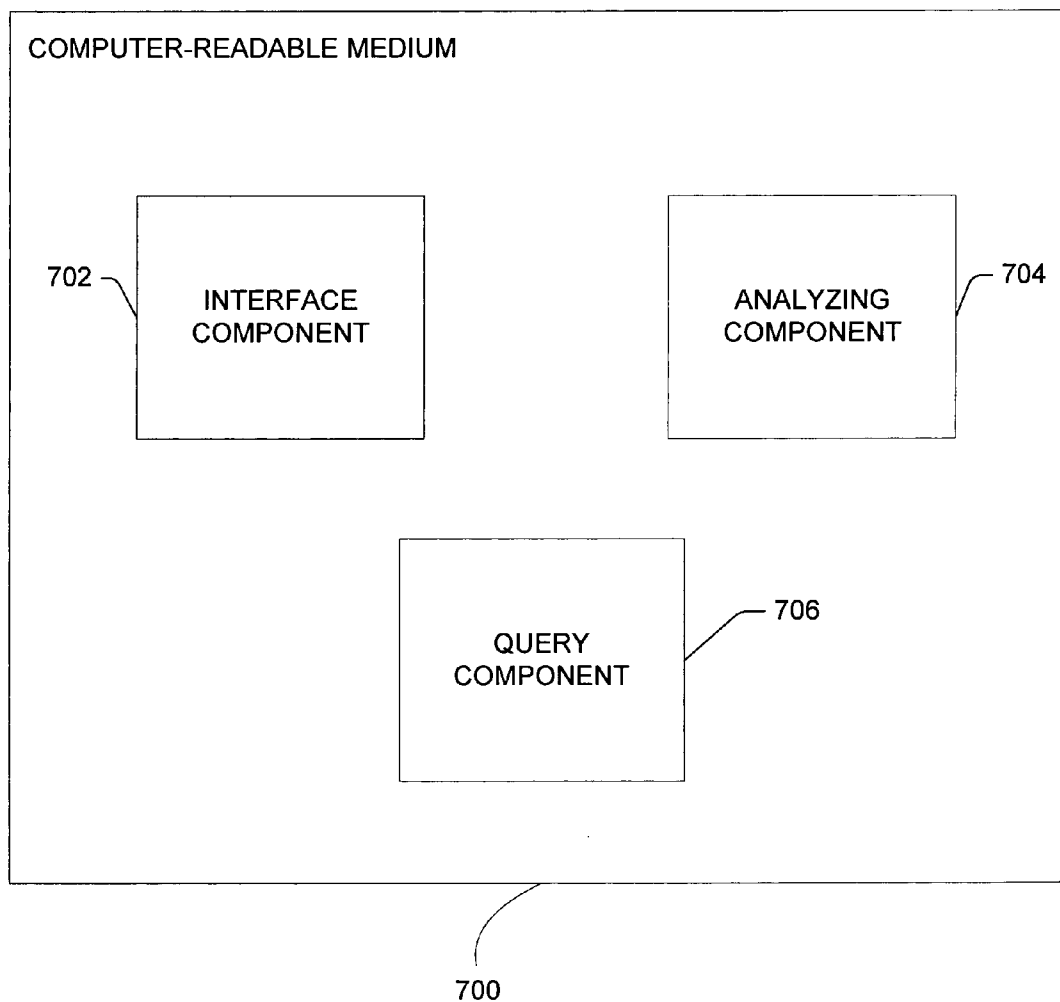 COMPUTER-READABLE MEDIUM
702
INTERFACE
COMPONENT
ANALYZING
COMPONENT
704
QUERY
COMPONENT
706
700